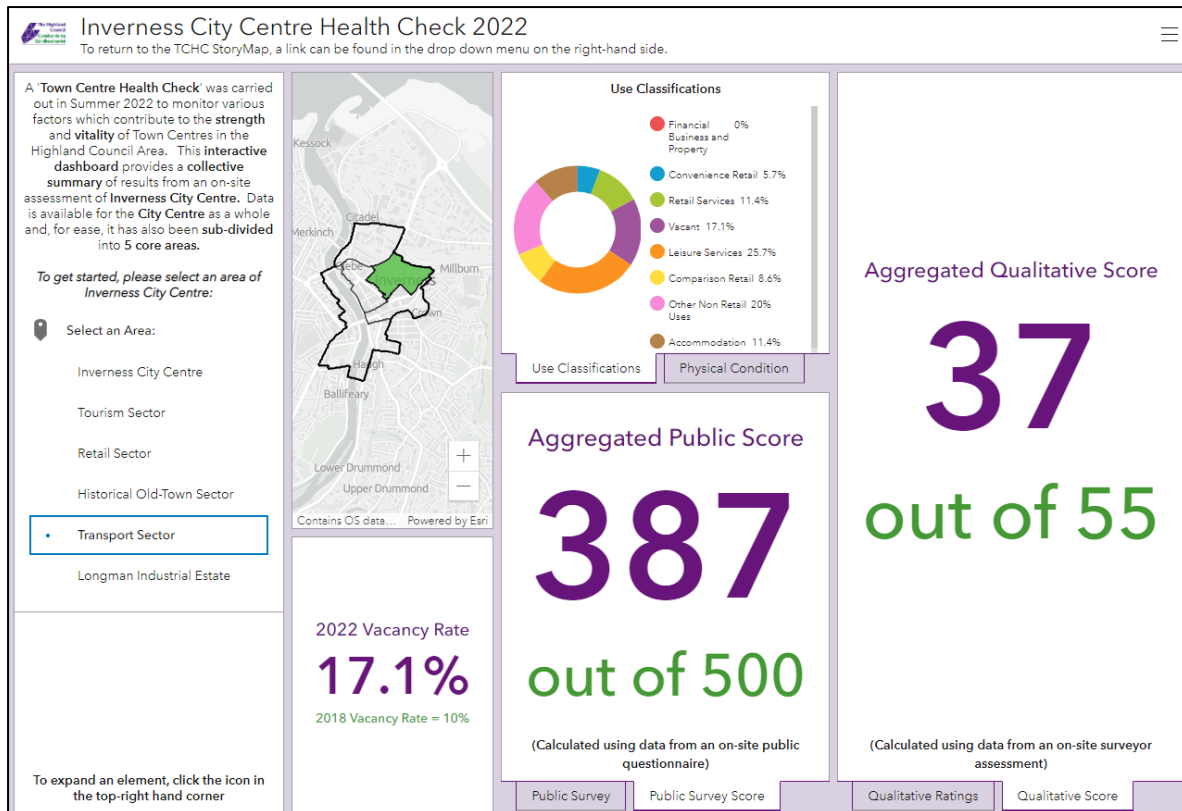 The Highland
Council
Inverness City Centre Health Check 2022
To return to the TCHC StoryMap, a link can be found in the drop down menu on the right-hand side.
A 'Town Centre Health Check' was carried
out in Summer 2022 to monitor various
factors which contribute to the strength
and vitality of Town Centres in the
Highland Council Area. This interactive
dashboard provides a collective
summary of results from an on-site
assessment of Inverness City Centre. Data
is available for the City Centre as a whole
and, for ease, it has also been sub-divided
into 5 core areas.
To get started, please select an area of
Inverness City Centre:
Select an Area:
Inverness City Centre
Tourism Sector
Retail Sector
Historical Old-Town Sector
Transport Sector
Longman Industrial Estate
To expand an element, click the icon in
the top-right hand corner
Kessock
Citadel
Merkinch
Millburn
Inverness
Crown
Haugh
Ballifeary
Lower Drummond
Upper Drummond
+
−
Contains OS data... Powered by Esri
2022 Vacancy Rate
17.1%
2018 Vacancy Rate = 10%
Use Classifications
Financial 0%
Business and
Property
Convenience Retail 5.7%
Retail Services 11.4%
Vacant 17.1%
Leisure Services 25.7%
Comparison Retail 8.6%
Other Non Retail 20%
Uses
Accommodation 11.4%
Use Classifications
Physical Condition
Aggregated Public Score
387
out of 500
(Calculated using data from an on-site public
questionnaire)
Public Survey
Public Survey Score
Aggregated Qualitative Score
37
out of 55
(Calculated using data from an on-site surveyor
assessment)
Qualitative Ratings
Qualitative Score